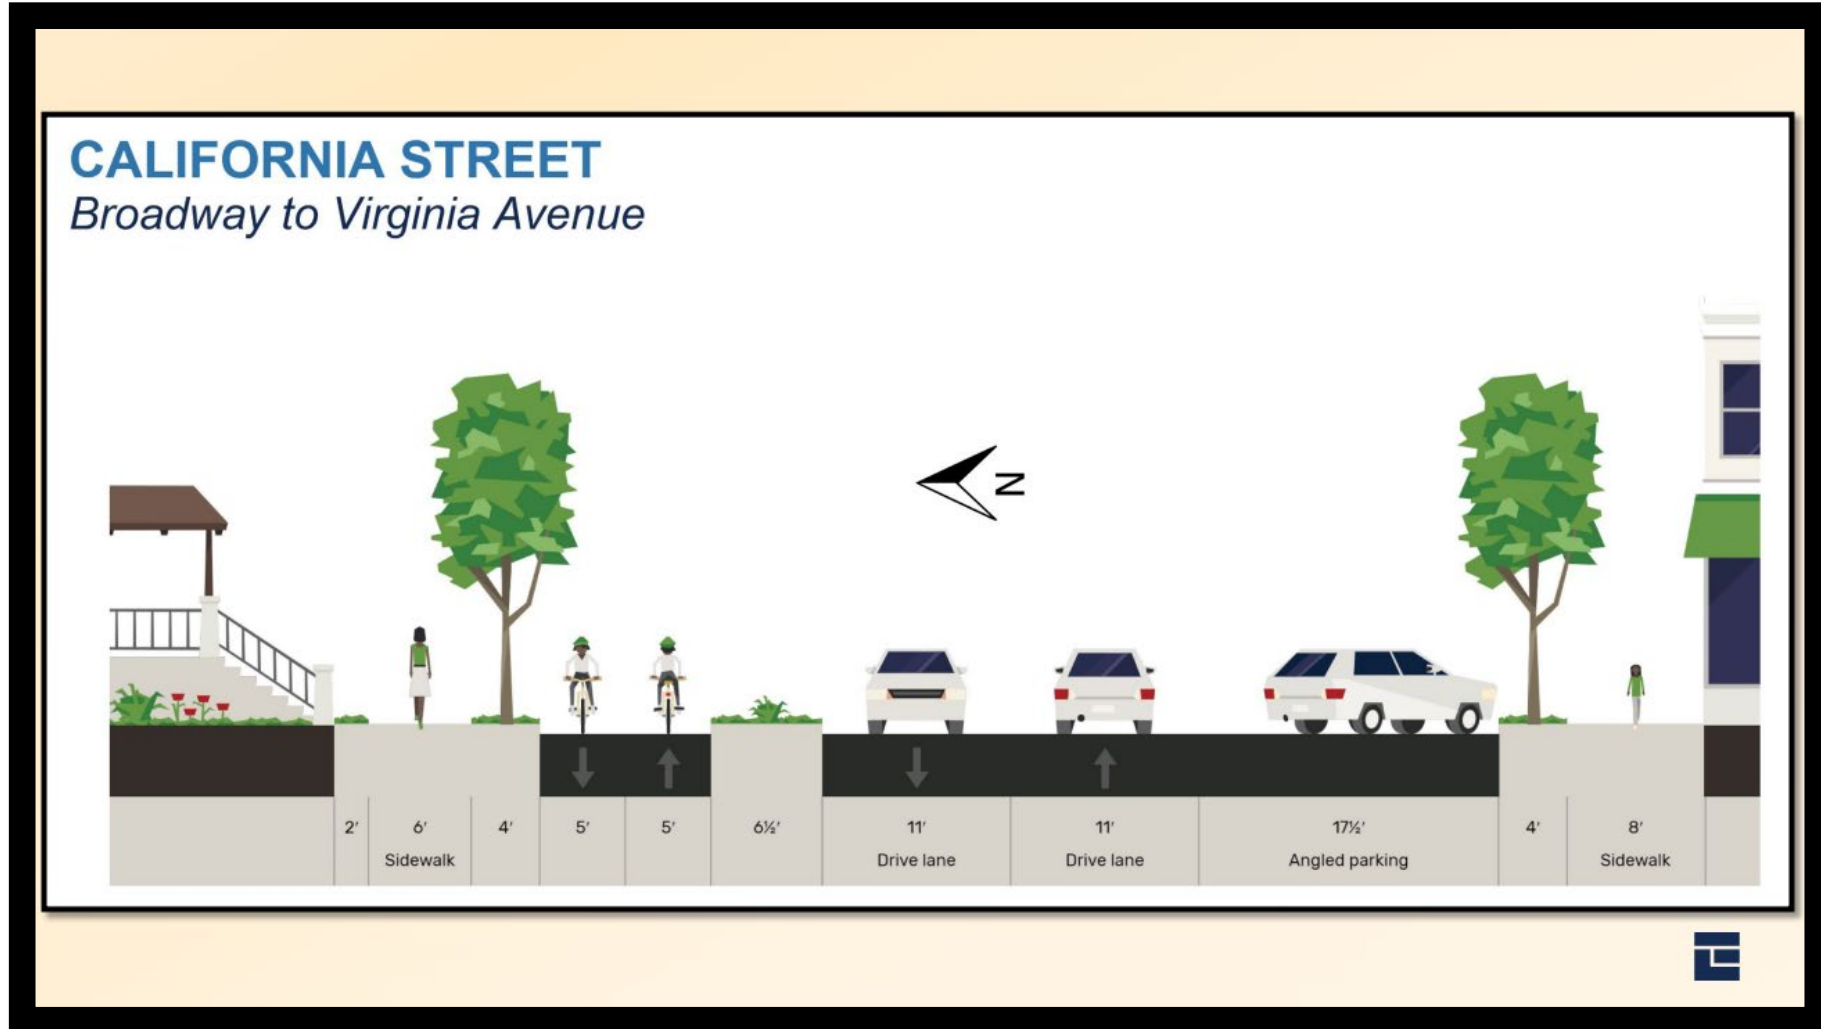 CALIFORNIA STREET
Broadway to Virginia Avenue
N
2' 6' 4' 5' 5' 6½' 11' 11' 17½' 4' 8'
Sidewalk Drive lane Drive lane Angled parking Sidewalk